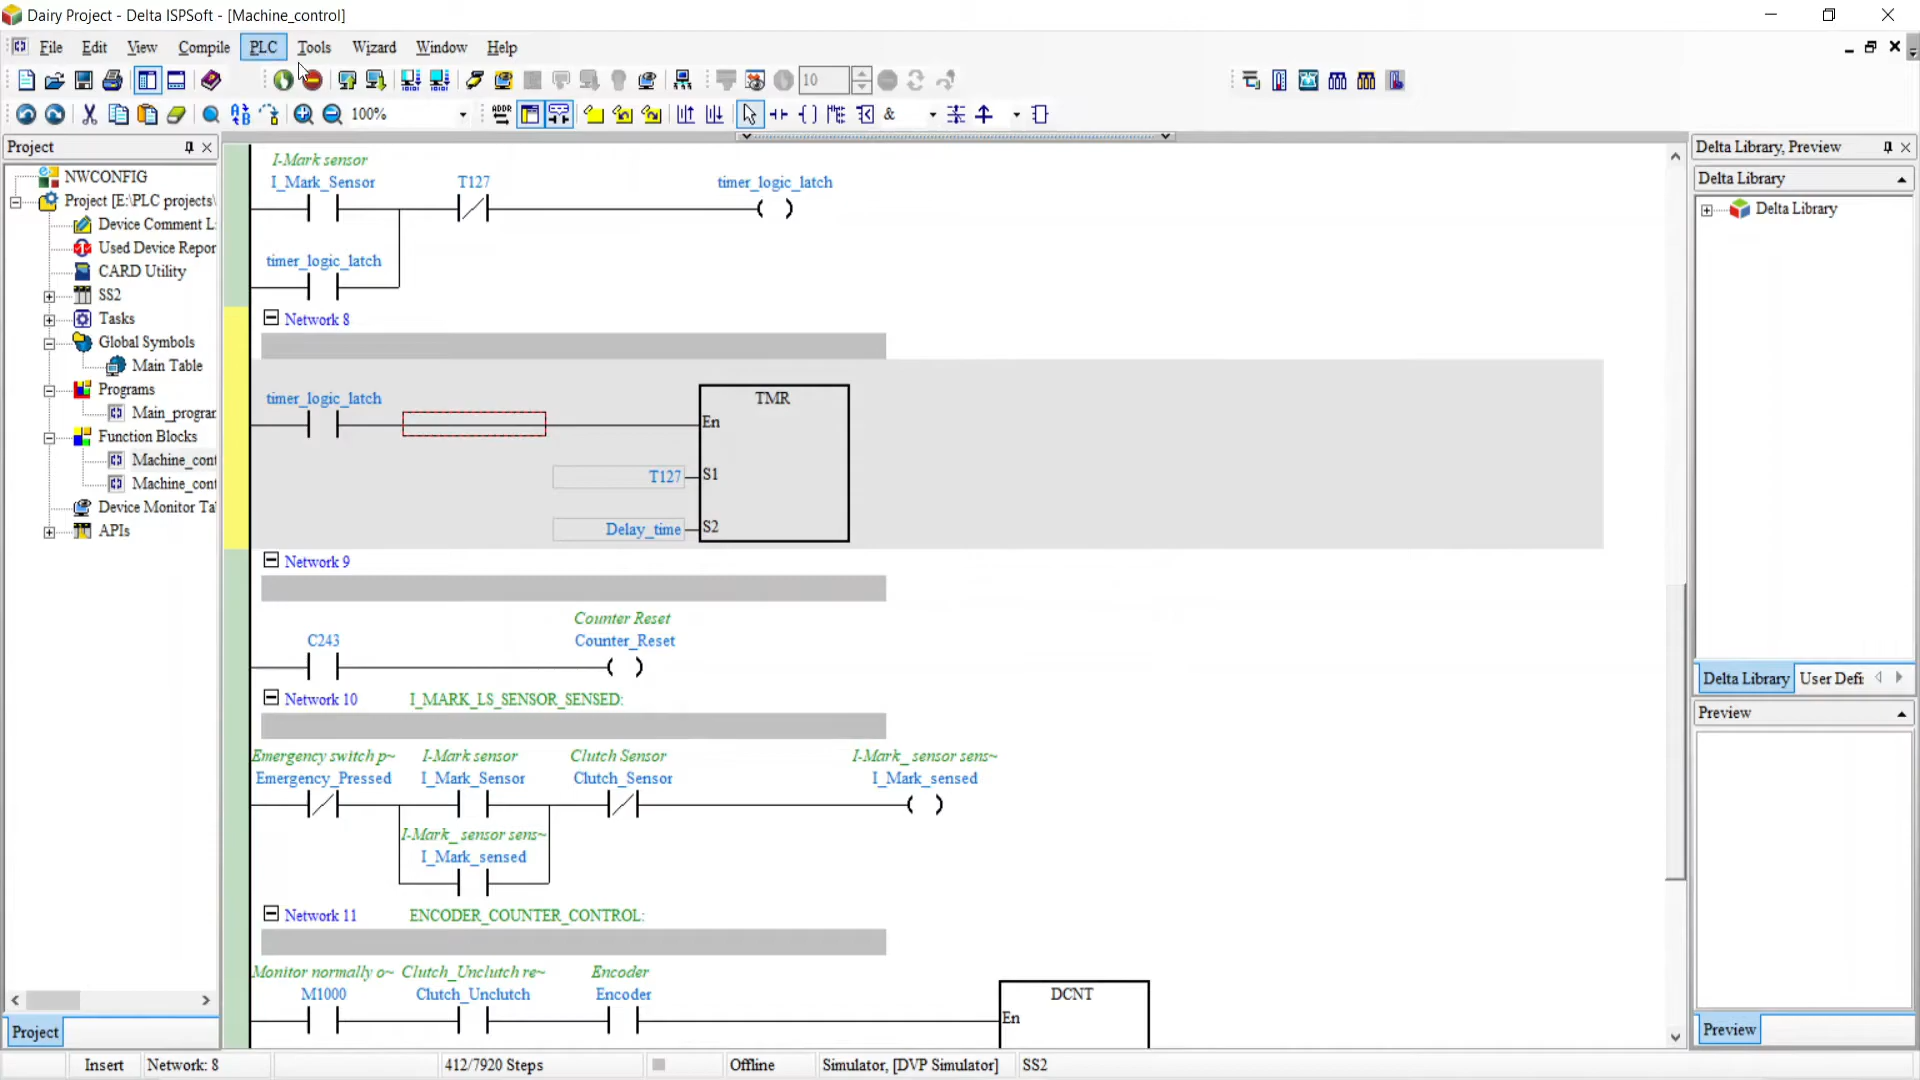 Dairy Project - Delta ISPSoft - [Machine_control]
File Edit View Compile PLC Tools Wizard Window Help
10
100%
ADDR
&
Project
NWCONFIG
Project [E:\PLC projects\
Device Comment L
Used Device Repor
CARD Utility
SS2
Tasks
Global Symbols
Main Table
Programs
Main_progran
Function Blocks
Machine_cont
Machine_cont
Device Monitor Ta
APIs
Project
I-Mark sensor
I_Mark_Sensor T127 timer_logic_latch
timer_logic_latch
Network 8
timer_logic_latch TMR
En
T127 S1
Delay_time S2
Network 9
Counter Reset
C243 Counter_Reset
Network 10 I_MARK_LS_SENSOR_SENSED:
Emergency switch p~ I-Mark sensor Clutch Sensor I-Mark_ sensor sens~
Emergency_Pressed I_Mark_Sensor Clutch_Sensor I_Mark_sensed
I-Mark_ sensor sens~
I_Mark_sensed
Network 11 ENCODER_COUNTER_CONTROL:
Monitor normally o~ Clutch_Unclutch re~ Encoder
M1000 Clutch_Unclutch Encoder DCNT
En
Delta Library, Preview
Delta Library
Delta Library
Delta Library User Defi
Preview
Preview
Insert Network: 8 412/7920 Steps Offline Simulator, [DVP Simulator] SS2